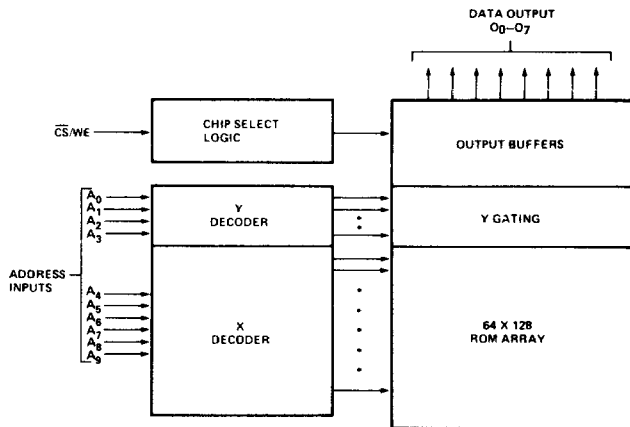 DATA OUTPUT
O₀–O₇
C̅S̅/WE
CHIP SELECT
LOGIC
OUTPUT BUFFERS
A₀
A₁
A₂
A₃
Y
DECODER
Y GATING
ADDRESS
INPUTS
A₄
A₅
A₆
A₇
A₈
A₉
X
DECODER
64 X 128
ROM ARRAY